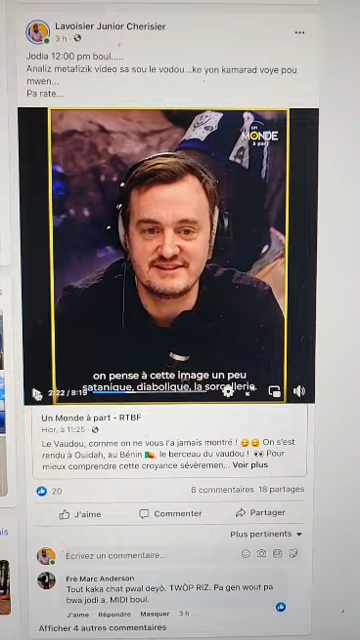 Lavoisier Junior Cherisier
3 h
Jodia 12:00 pm boul.....
Analiz metafizik video sa sou le vodou...ke yon kamarad voye pou
mwen...
Pa rate...
un
MONDE
à part
on pense à cette image un peu
satanique, diabolique, la sorcellerie.
2:22 / 8:19
Un Monde à part - RTBF
Hier, à 11:25
Le Vaudou, comme on ne vous l'a jamais montré ! 😏😏 On s'est
rendu à Ouidah, au Bénin 🇧🇯, le berceau du vaudou ! 👀 Pour
mieux comprendre cette croyance sévèremen... Voir plus
20
6 commentaires 18 partages
J'aime
Commenter
Partager
Plus pertinents
Écrivez un commentaire...
Frè Marc Anderson
Tout kaka chat pwal deyò. TWÒP RIZ. Pa gen wout pa
bwa jodi a. MIDI boul.
J'aime Répondre Masquer 3 h
Afficher 4 autres commentaires